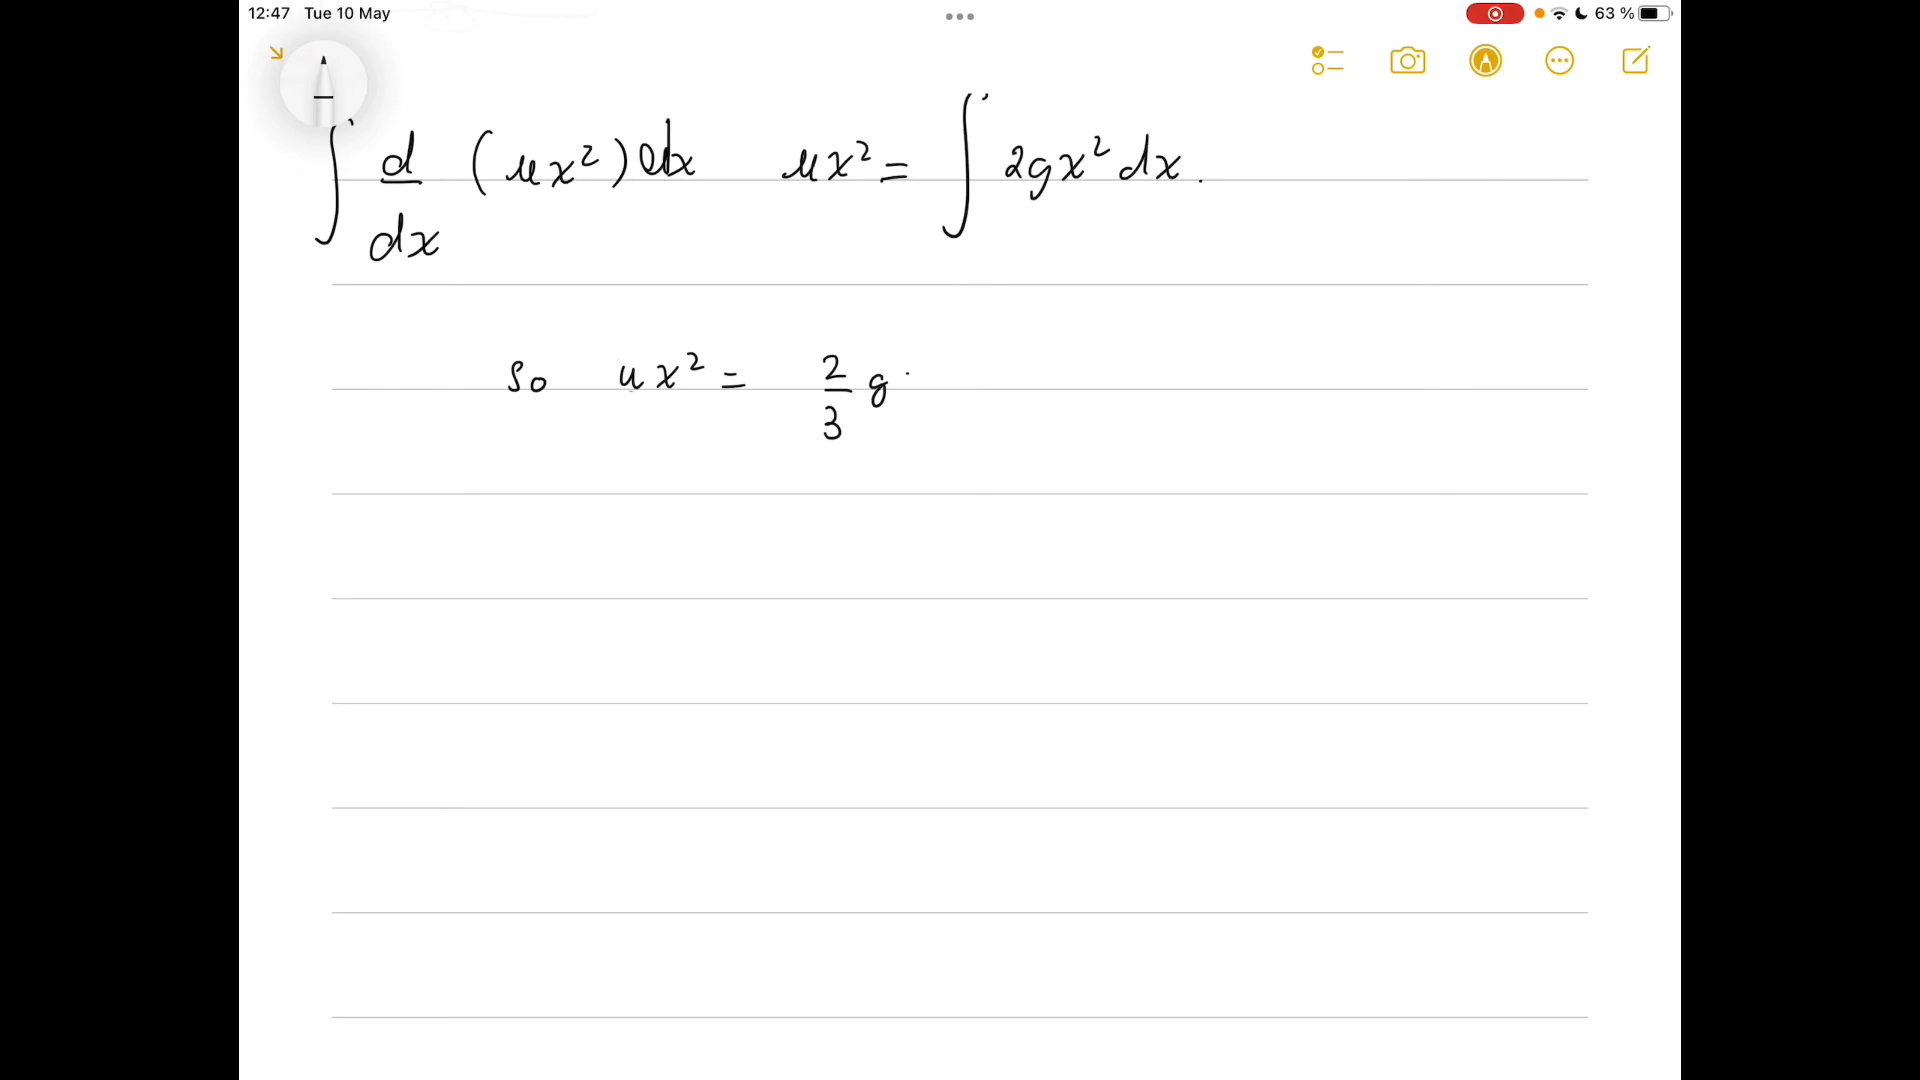 12:47 Tue 10 May 63 %
∫ d/dx (ux²) dx ux² = ∫ 2gx² dx.
So ux² = 2/3 g